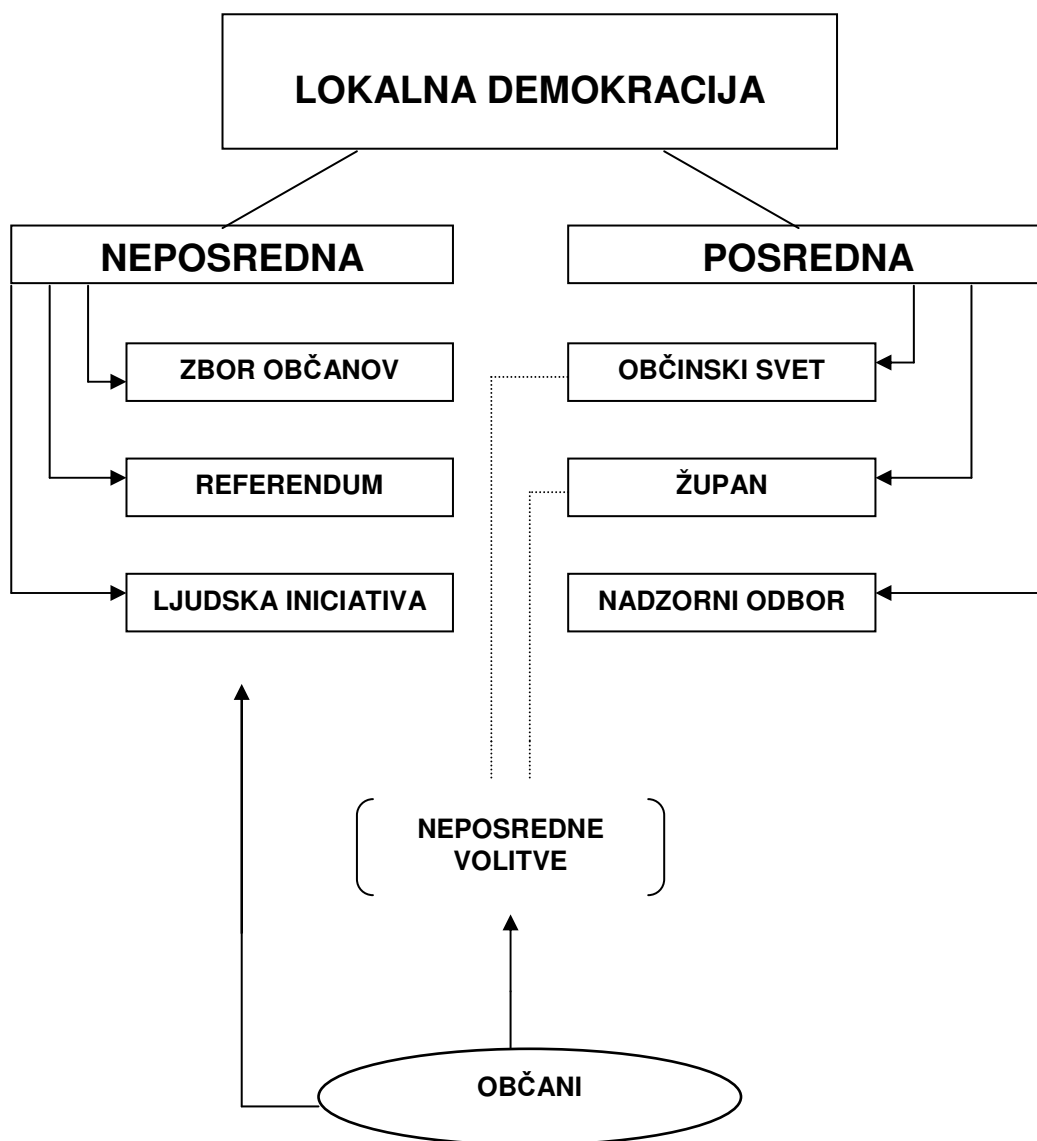 LOKALNA DEMOKRACIJA
NEPOSREDNA
POSREDNA
ZBOR OBČANOV
OBČINSKI SVET
REFERENDUM
ŽUPAN
LJUDSKA INICIATIVA
NADZORNI ODBOR
NEPOSREDNE
VOLITVE
OBČANI